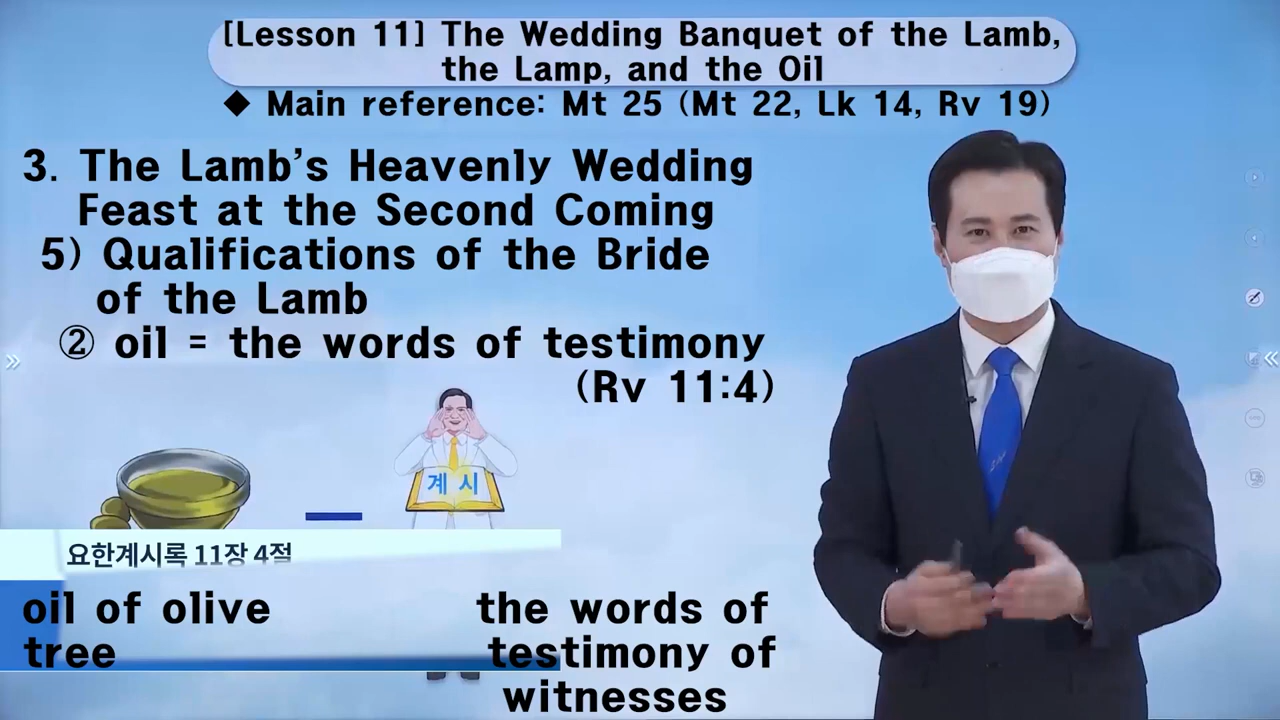 [Lesson 11] The Wedding Banquet of the Lamb,
the Lamp, and the Oil
◆ Main reference: Mt 25 (Mt 22, Lk 14, Rv 19)
3. The Lamb’s Heavenly Wedding
Feast at the Second Coming
5) Qualifications of the Bride
of the Lamb
② oil = the words of testimony
(Rv 11:4)
계 시
요한계시록 11장 4절
oil of olive
tree
the words of
testimony of
witnesses